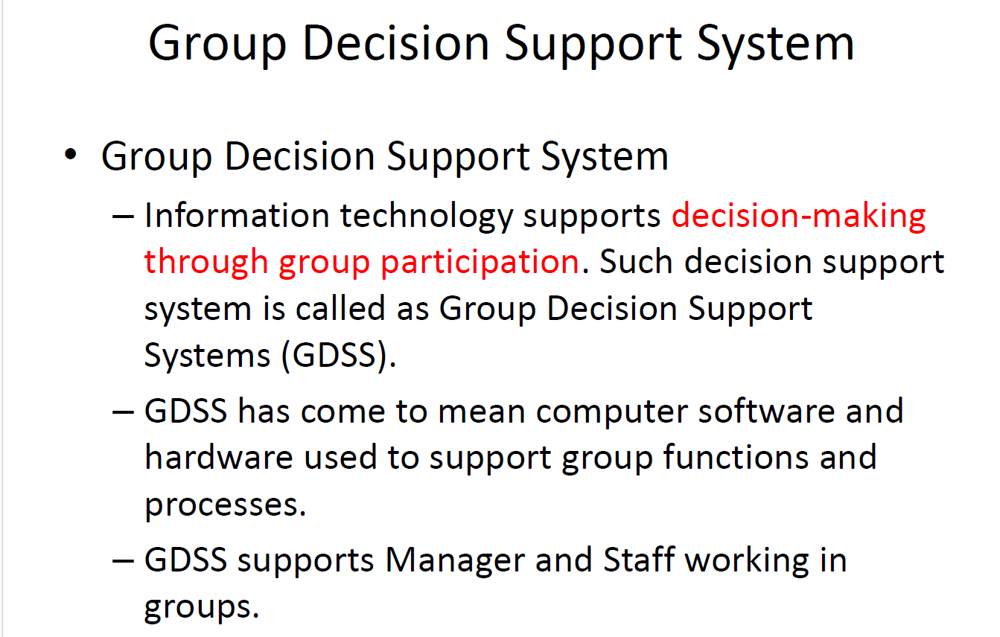 Group Decision Support System
• Group Decision Support System
– Information technology supports decision-making
through group participation. Such decision support
system is called as Group Decision Support
Systems (GDSS).
– GDSS has come to mean computer software and
hardware used to support group functions and
processes.
– GDSS supports Manager and Staff working in
groups.